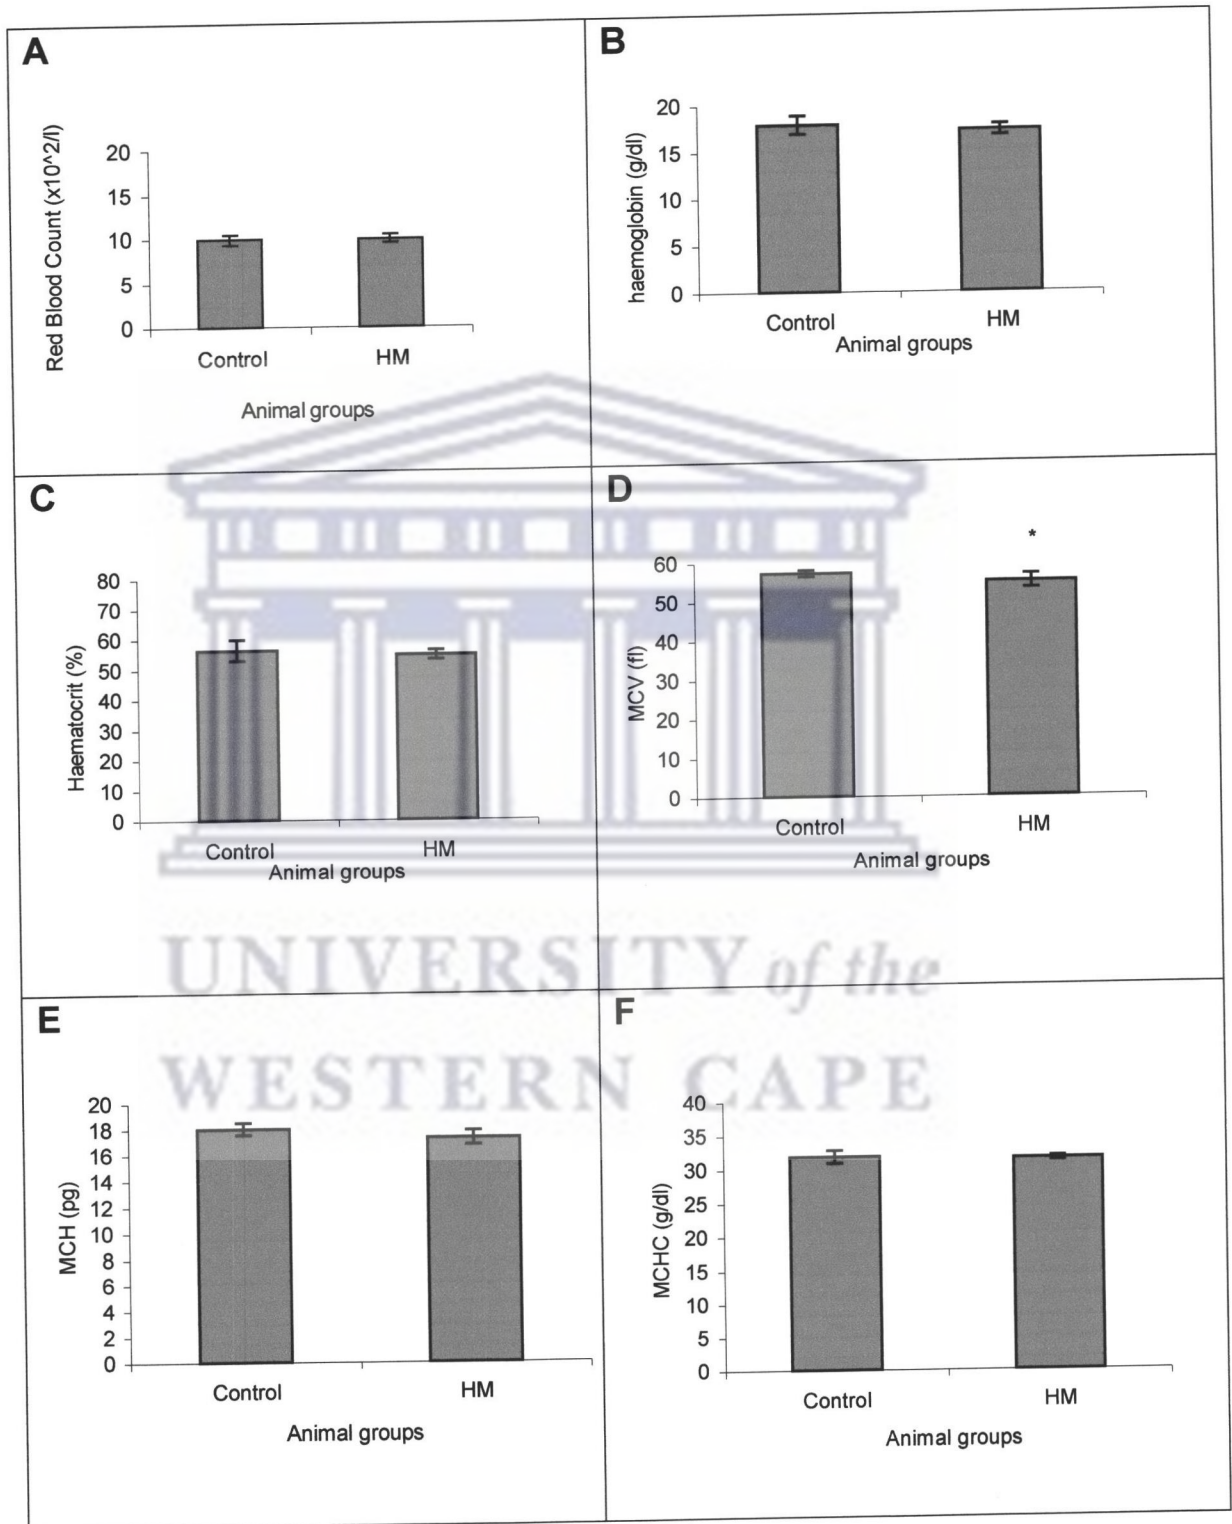 A
Red Blood Count (x10^2/l)
20
15
10
5
0
Control HM
Animal groups
B
haemoglobin (g/dl)
20
15
10
5
0
Control HM
Animal groups
C
Haematocrit (%)
80
70
60
50
40
30
20
10
0
Control HM
Animal groups
D
MCV (fl)
60
50
40
30
20
10
0
*
Control HM
Animal groups
E
MCH (pg)
20
18
16
14
12
10
8
6
4
2
0
Control HM
Animal groups
F
MCHC (g/dl)
40
35
30
25
20
15
10
5
0
Control HM
Animal groups
UNIVERSITY of the
WESTERN CAPE